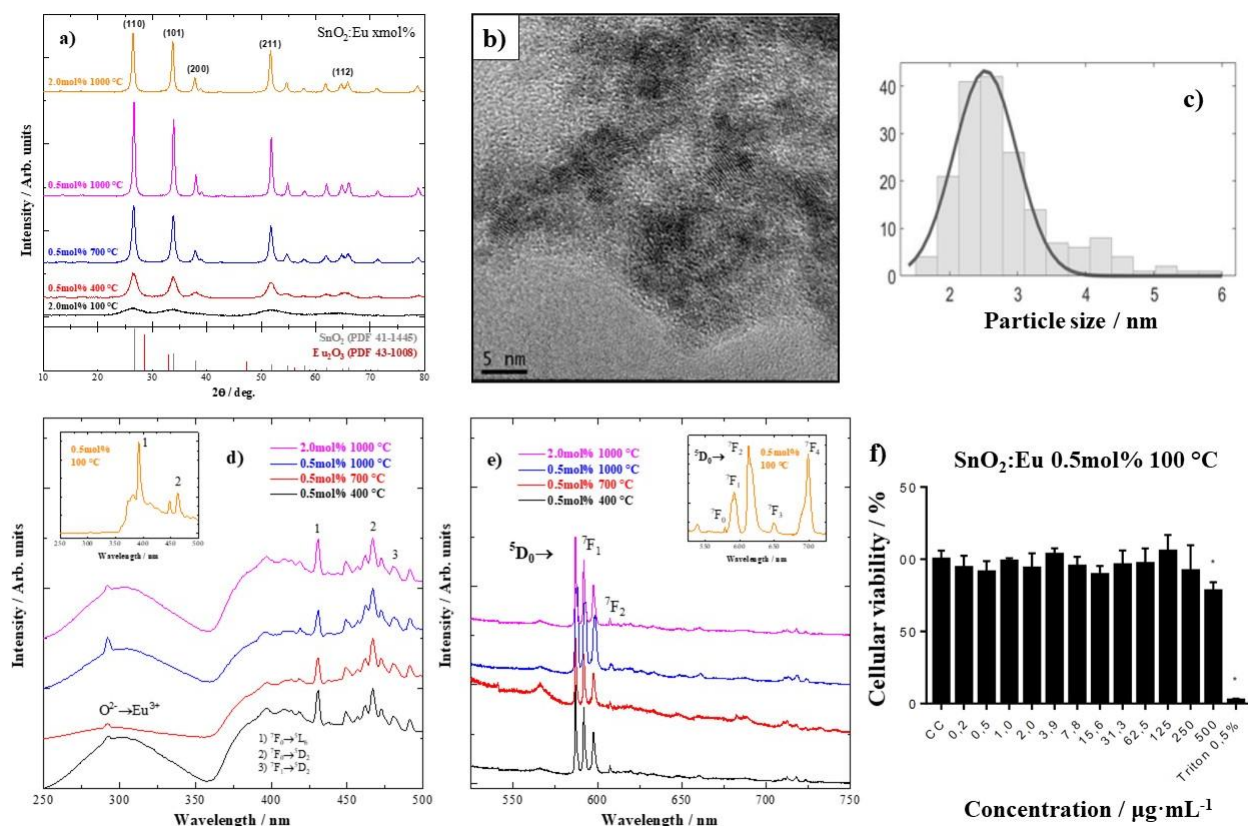 a)
SnO₂:Eu xmol%
(110)
(101)
(200)
(211)
(112)
2.0mol% 1000 °C
0.5mol% 1000 °C
0.5mol% 700 °C
0.5mol% 400 °C
2.0mol% 100 °C
SnO₂ (PDF 41-1445)
Eu₂O₃ (PDF 43-1008)
Intensity / Arb. units
10 20 30 40 50 60 70 80
2θ / deg.
b)
5 nm
c)
40
30
20
10
0
2 3 4 5 6
Particle size / nm
d)
0.5mol%
100 °C
1
2
250 300 350 400 450 500
Wavelength / nm
2.0mol% 1000 °C
0.5mol% 1000 °C
0.5mol% 700 °C
0.5mol% 400 °C
1
2
3
O²⁻→Eu³⁺
1) ⁷F₀→⁵L₆
2) ⁷F₀→⁵D₂
3) ⁷F₁→⁵D₂
Intensity / Arb. units
250 300 350 400 450 500
Wavelength / nm
e)
2.0mol% 1000 °C
0.5mol% 1000 °C
0.5mol% 700 °C
0.5mol% 400 °C
⁵D₀→
⁷F₂
0.5mol%
100 °C
⁷F₄
⁷F₁
⁷F₀
⁷F₃
600 700
Wavelength / nm
⁵D₀→
⁷F₁
⁷F₂
Intensity / Arb. units
550 600 650 700 750
Wavelength / nm
f)
SnO₂:Eu 0.5mol% 100 °C
Cellular viability / %
50
00
50
0
*
*
CC 0,2 0,5 1,0 2,0 3,9 7,8 15,6 31,3 62,5 125 250 500 Triton 0,5%
Concentration / µg·mL⁻¹